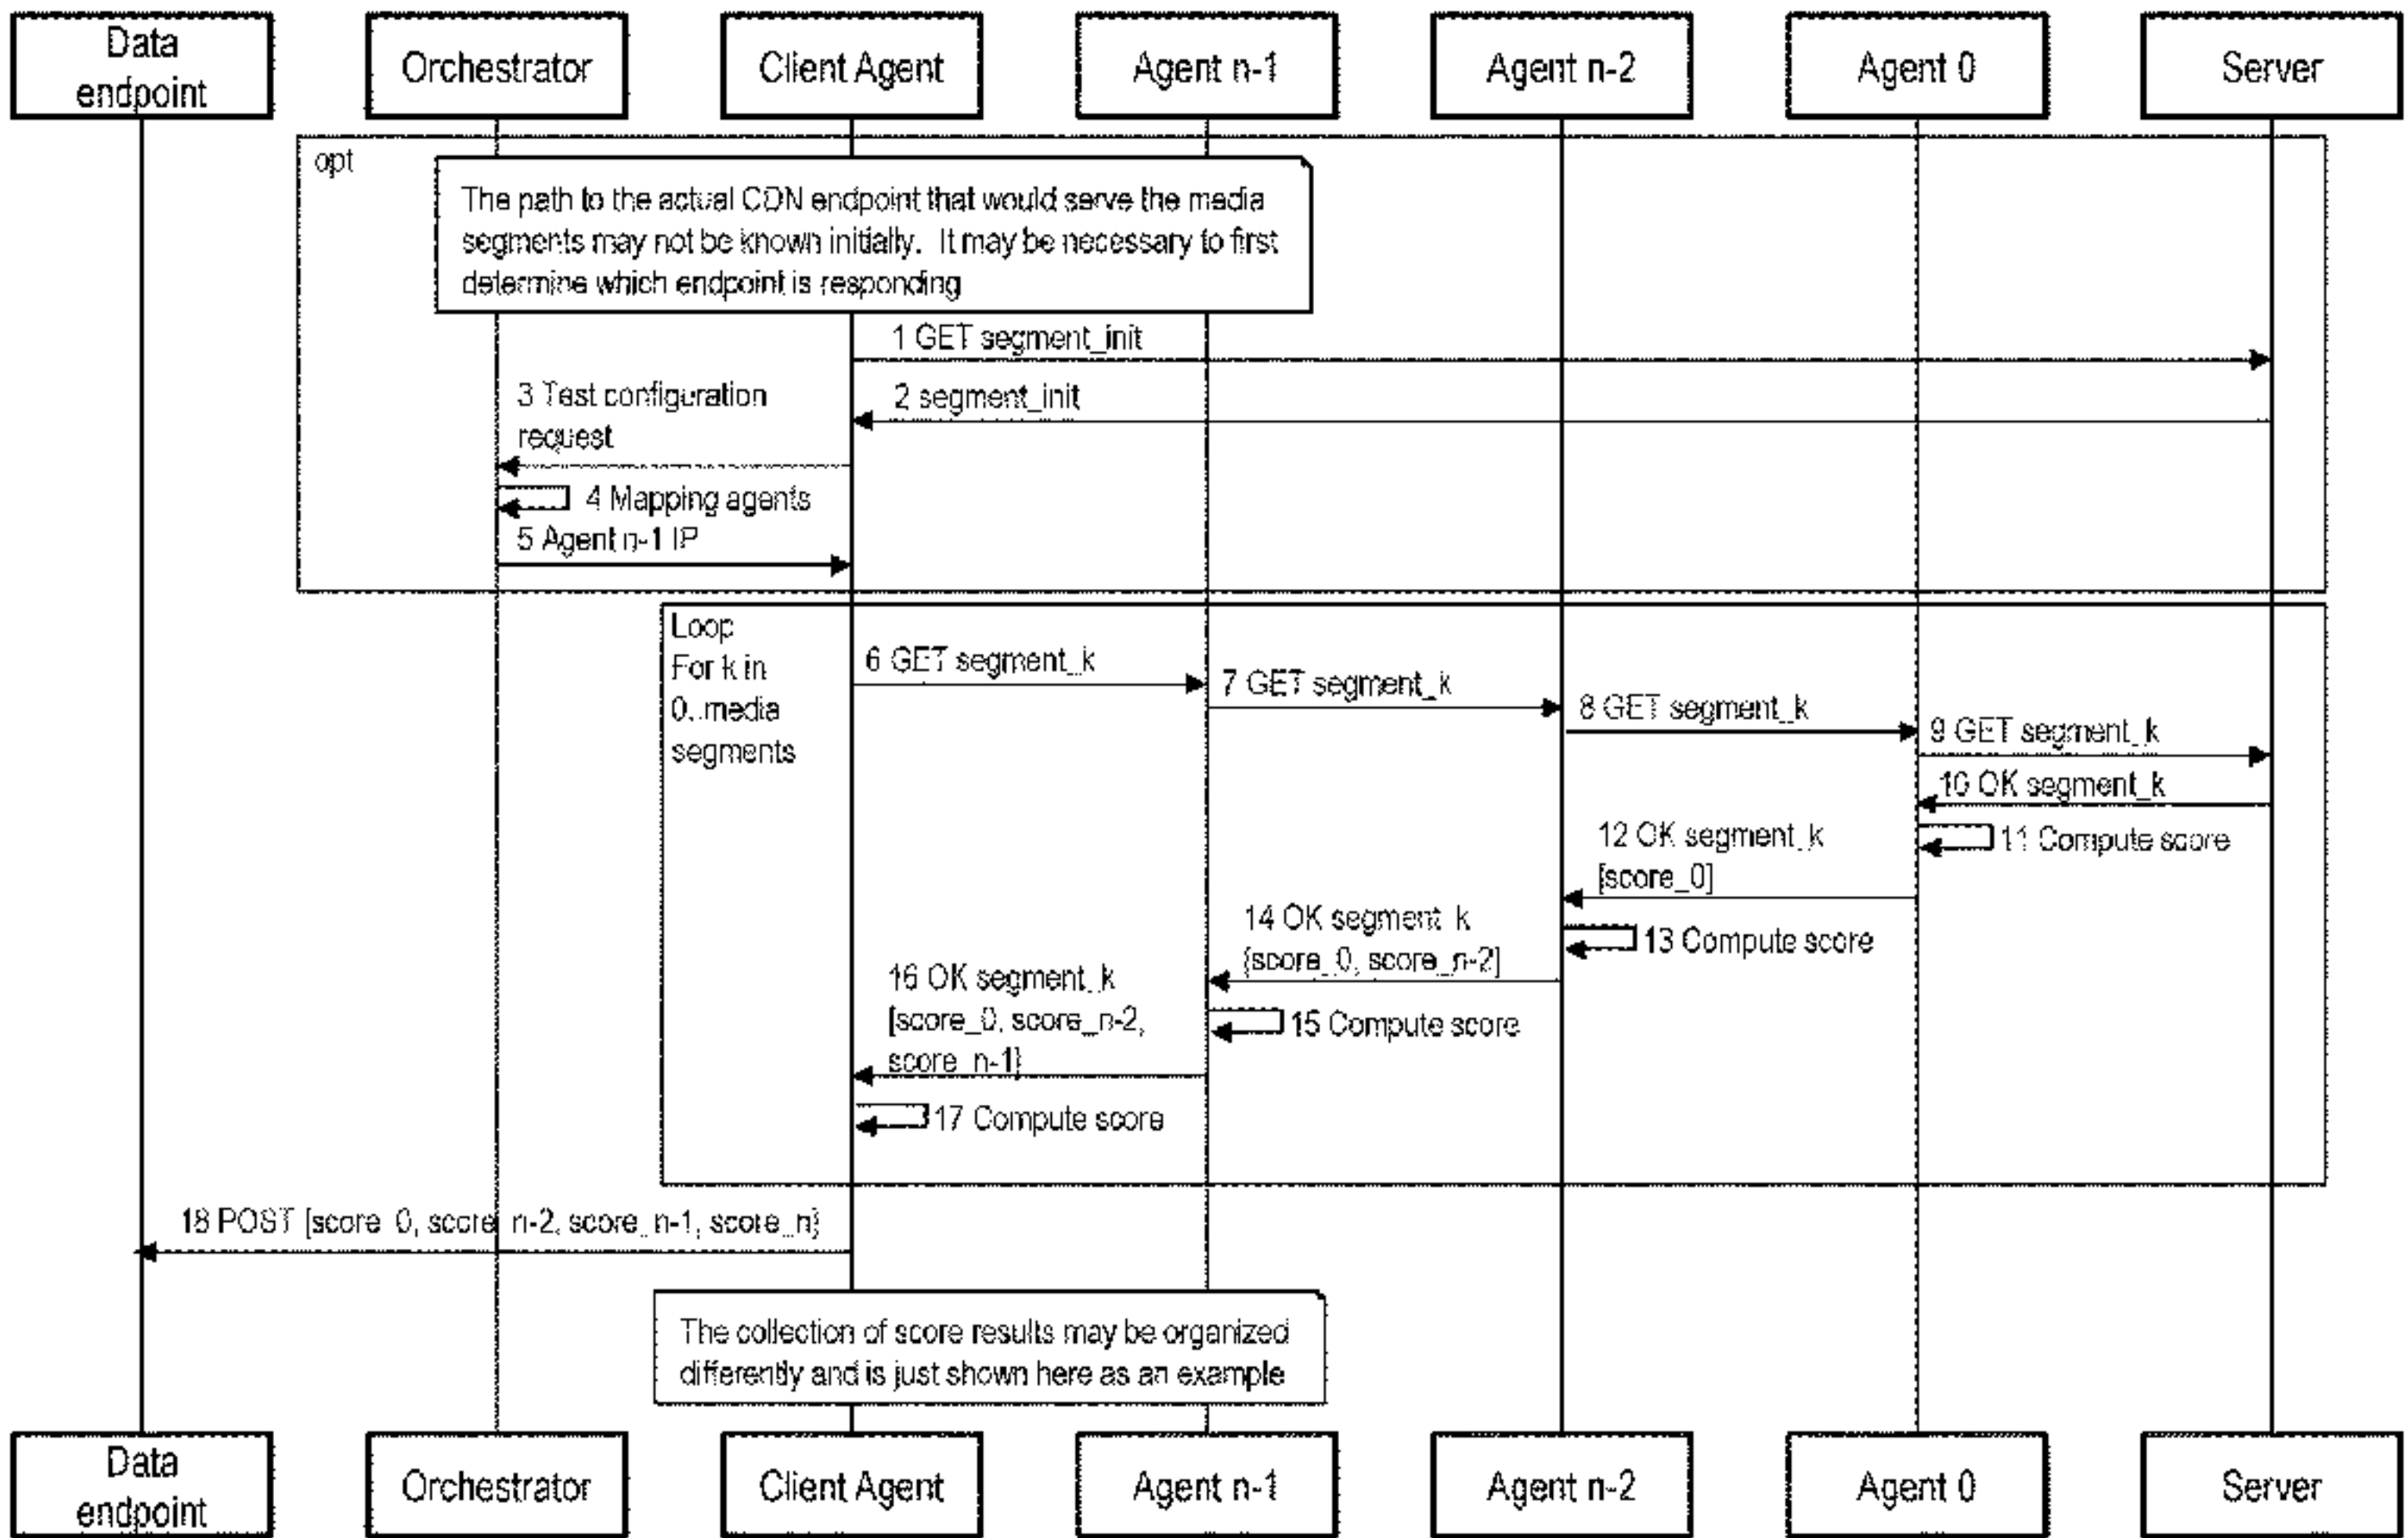 Data
endpoint
Orchestrator
Client Agent
Agent n-1
Agent n-2
Agent 0
Server
opt
The path to the actual CDN endpoint that would serve the media
segments may not be known initially. It may be necessary to first
determine which endpoint is responding
1 GET segment_init
2 segment_init
3 Test configuration
request
4 Mapping agents
5 Agent n-1 IP
Loop
For k in
0..media
segments
6 GET segment_k
7 GET segment_k
8 GET segment_k
9 GET segment_k
10 OK segment_k
11 Compute score
12 OK segment_k
[score_0]
13 Compute score
14 OK segment_k
[score_0, score_n-2]
15 Compute score
16 OK segment_k
[score_0, score_n-2,
score_n-1]
17 Compute score
18 POST [score_0, score_n-2, score_n-1, score_n]
The collection of score results may be organized
differently and is just shown here as an example
Data
endpoint
Orchestrator
Client Agent
Agent n-1
Agent n-2
Agent 0
Server